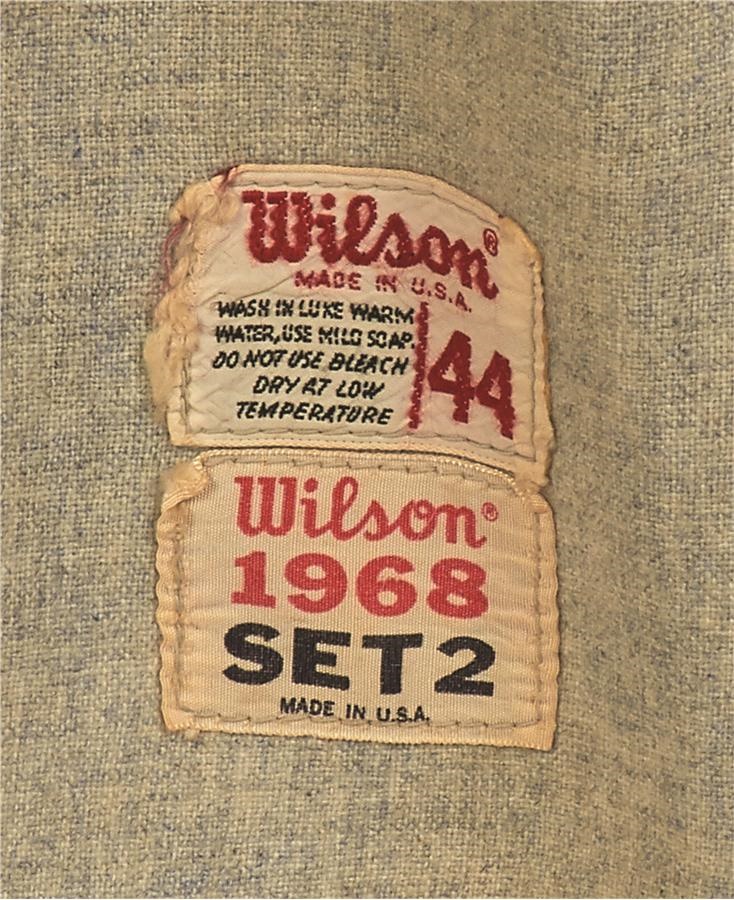 Wilson®
MADE IN U.S.A.
WASH IN LUKE WARM
WATER, USE MILD SOAP.
DO NOT USE BLEACH
DRY AT LOW
TEMPERATURE
44
Wilson®
1968
SET 2
MADE IN U.S.A.